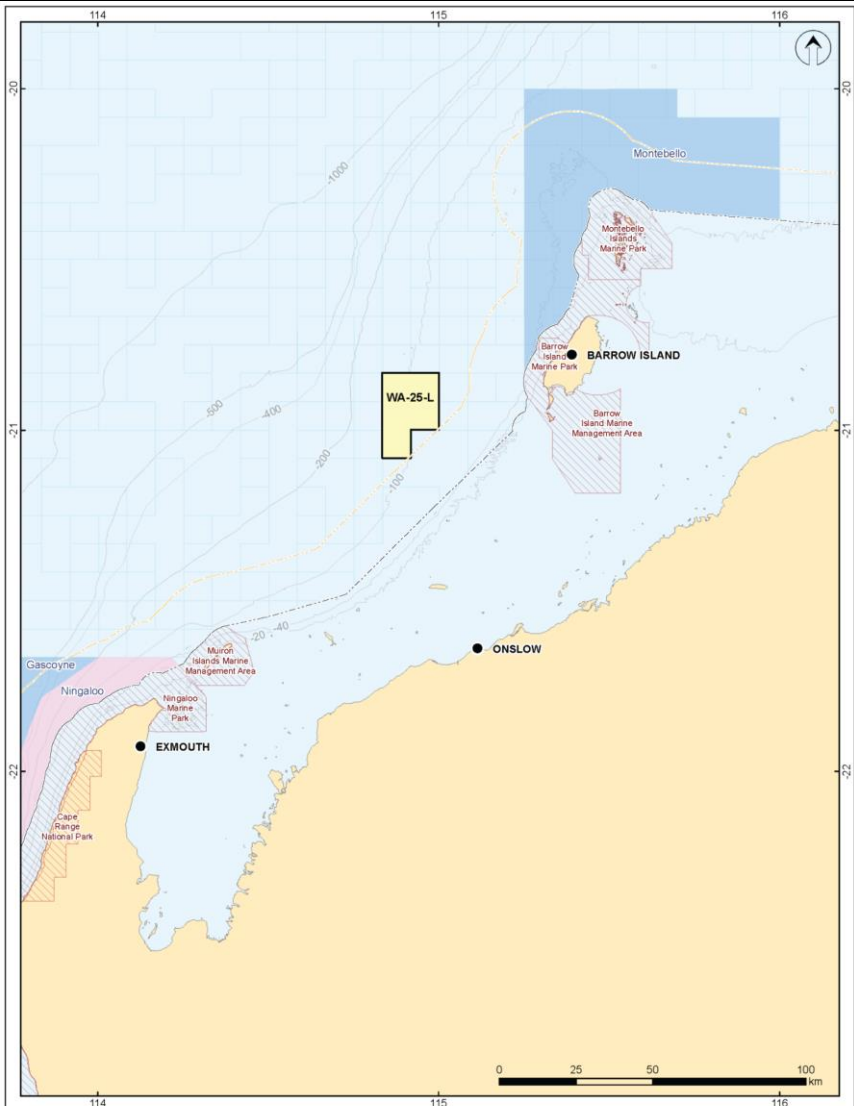 114
115
116
-20
-20
-1000
Montebello
Montebello
Islands
Marine Park
BARROW ISLAND
Barrow
Island
Marine Park
WA-25-L
-500
-400
-200
-100
Barrow
Island Marine
Management Area
-21
-21
-20
-40
Muiron
Islands Marine
Management Area
ONSLOW
Gascoyne
Ningaloo
Ningaloo
Marine
Park
EXMOUTH
-22
-22
Cape
Range
National Park
0
25
50
100
km
114
115
116